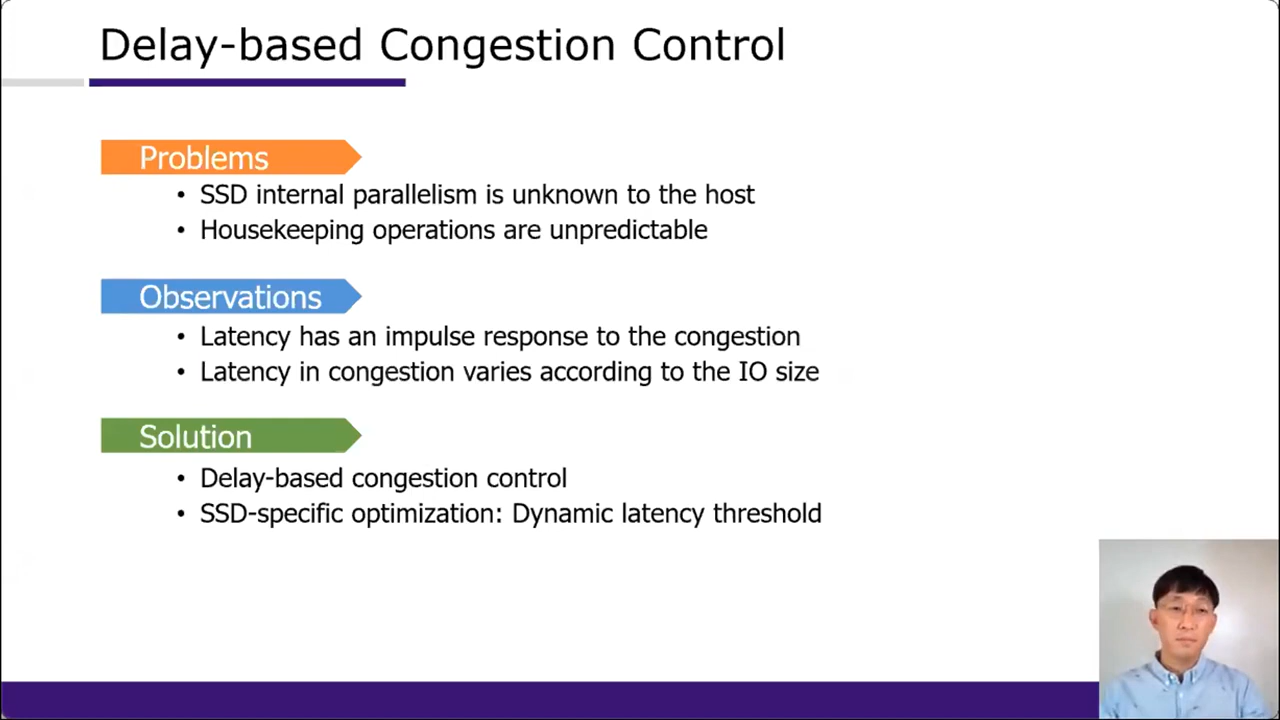 Delay-based Congestion Control
Problems
• SSD internal parallelism is unknown to the host
• Housekeeping operations are unpredictable
Observations
• Latency has an impulse response to the congestion
• Latency in congestion varies according to the IO size
Solution
• Delay-based congestion control
• SSD-specific optimization: Dynamic latency threshold